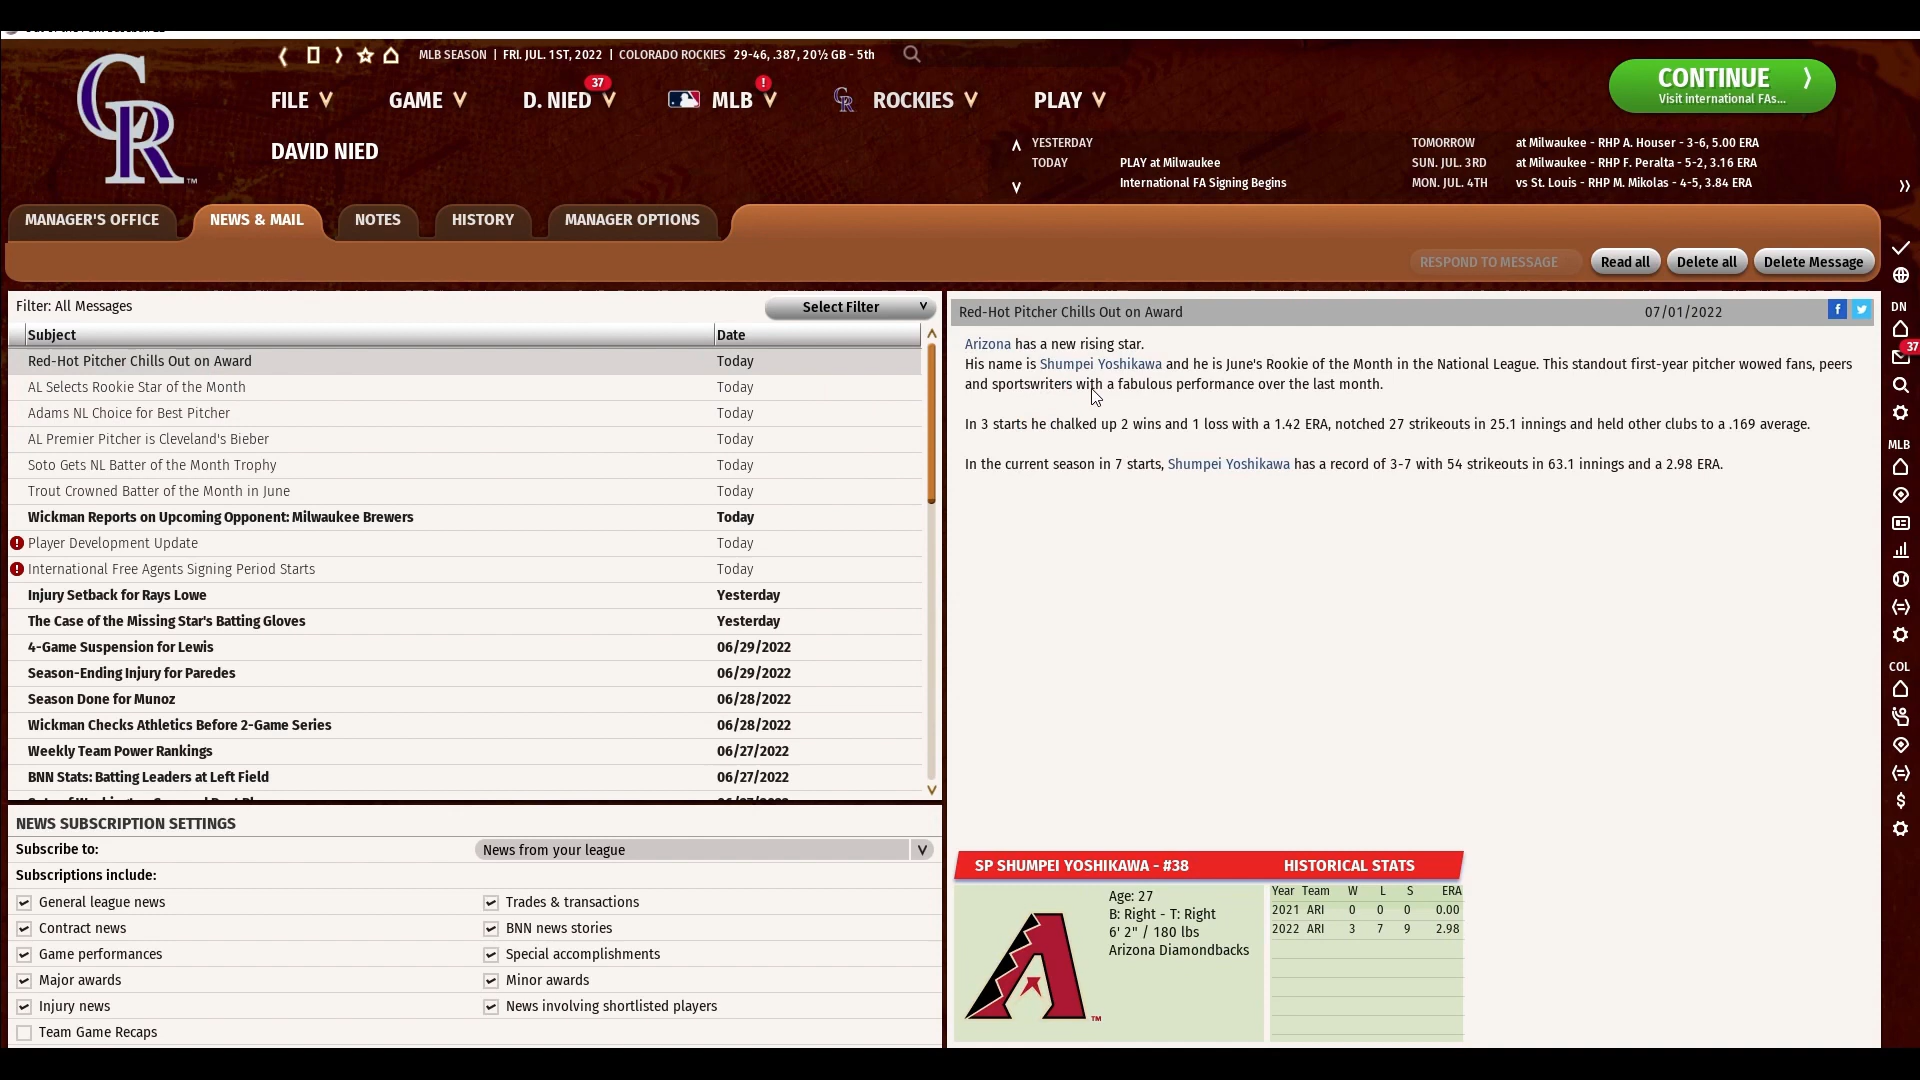 MLB SEASON | FRI. JUL. 1ST, 2022 | COLORADO ROCKIES 29-46, .387, 20½ GB - 5th
CONTINUE
Visit international FAs...
FILE GAME D. NIED 37 MLB ! ROCKIES PLAY
CR
TM
DAVID NIED
YESTERDAY
TODAY PLAY at Milwaukee
International FA Signing Begins
TOMORROW at Milwaukee - RHP A. Houser - 3-6, 5.00 ERA
SUN. JUL. 3RD at Milwaukee - RHP F. Peralta - 5-2, 3.16 ERA
MON. JUL. 4TH vs St. Louis - RHP M. Mikolas - 4-5, 3.84 ERA
MANAGER'S OFFICE NEWS & MAIL NOTES HISTORY MANAGER OPTIONS
RESPOND TO MESSAGE Read all Delete all Delete Message
Filter: All Messages Select Filter
Subject Date
Red-Hot Pitcher Chills Out on Award Today
AL Selects Rookie Star of the Month Today
Adams NL Choice for Best Pitcher Today
AL Premier Pitcher is Cleveland's Bieber Today
Soto Gets NL Batter of the Month Trophy Today
Trout Crowned Batter of the Month in June Today
Wickman Reports on Upcoming Opponent: Milwaukee Brewers Today
! Player Development Update Today
! International Free Agents Signing Period Starts Today
Injury Setback for Rays Lowe Yesterday
The Case of the Missing Star's Batting Gloves Yesterday
4-Game Suspension for Lewis 06/29/2022
Season-Ending Injury for Paredes 06/29/2022
Season Done for Munoz 06/28/2022
Wickman Checks Athletics Before 2-Game Series 06/28/2022
Weekly Team Power Rankings 06/27/2022
BNN Stats: Batting Leaders at Left Field 06/27/2022
NEWS SUBSCRIPTION SETTINGS
Subscribe to: News from your league
Subscriptions include:
General league news Trades & transactions
Contract news BNN news stories
Game performances Special accomplishments
Major awards Minor awards
Injury news News involving shortlisted players
Team Game Recaps
Red-Hot Pitcher Chills Out on Award 07/01/2022
Arizona has a new rising star.
His name is Shumpei Yoshikawa and he is June's Rookie of the Month in the National League. This standout first-year pitcher wowed fans, peers
and sportswriters with a fabulous performance over the last month.
In 3 starts he chalked up 2 wins and 1 loss with a 1.42 ERA, notched 27 strikeouts in 25.1 innings and held other clubs to a .169 average.
In the current season in 7 starts, Shumpei Yoshikawa has a record of 3-7 with 54 strikeouts in 63.1 innings and a 2.98 ERA.
SP SHUMPEI YOSHIKAWA - #38 HISTORICAL STATS
Age: 27
B: Right - T: Right
6' 2" / 180 lbs
Arizona Diamondbacks
A
TM
Year Team W L S ERA
2021 ARI 0 0 0 0.00
2022 ARI 3 7 9 2.98
DN
37
MLB
COL
$